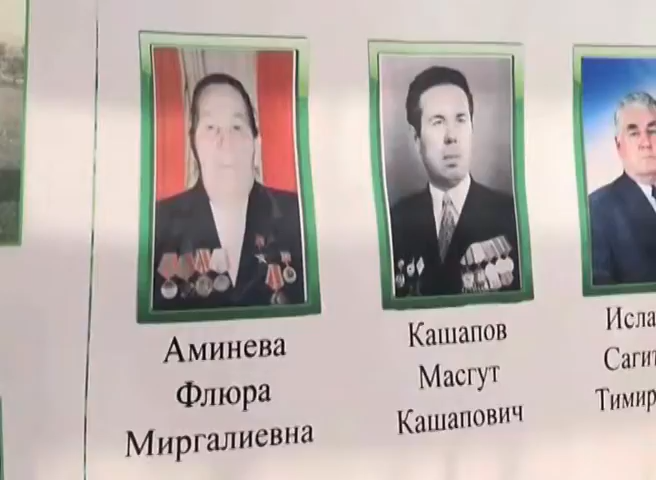 Аминева
Флюра
Миргалиевна
Кашапов
Масгут
Кашапович